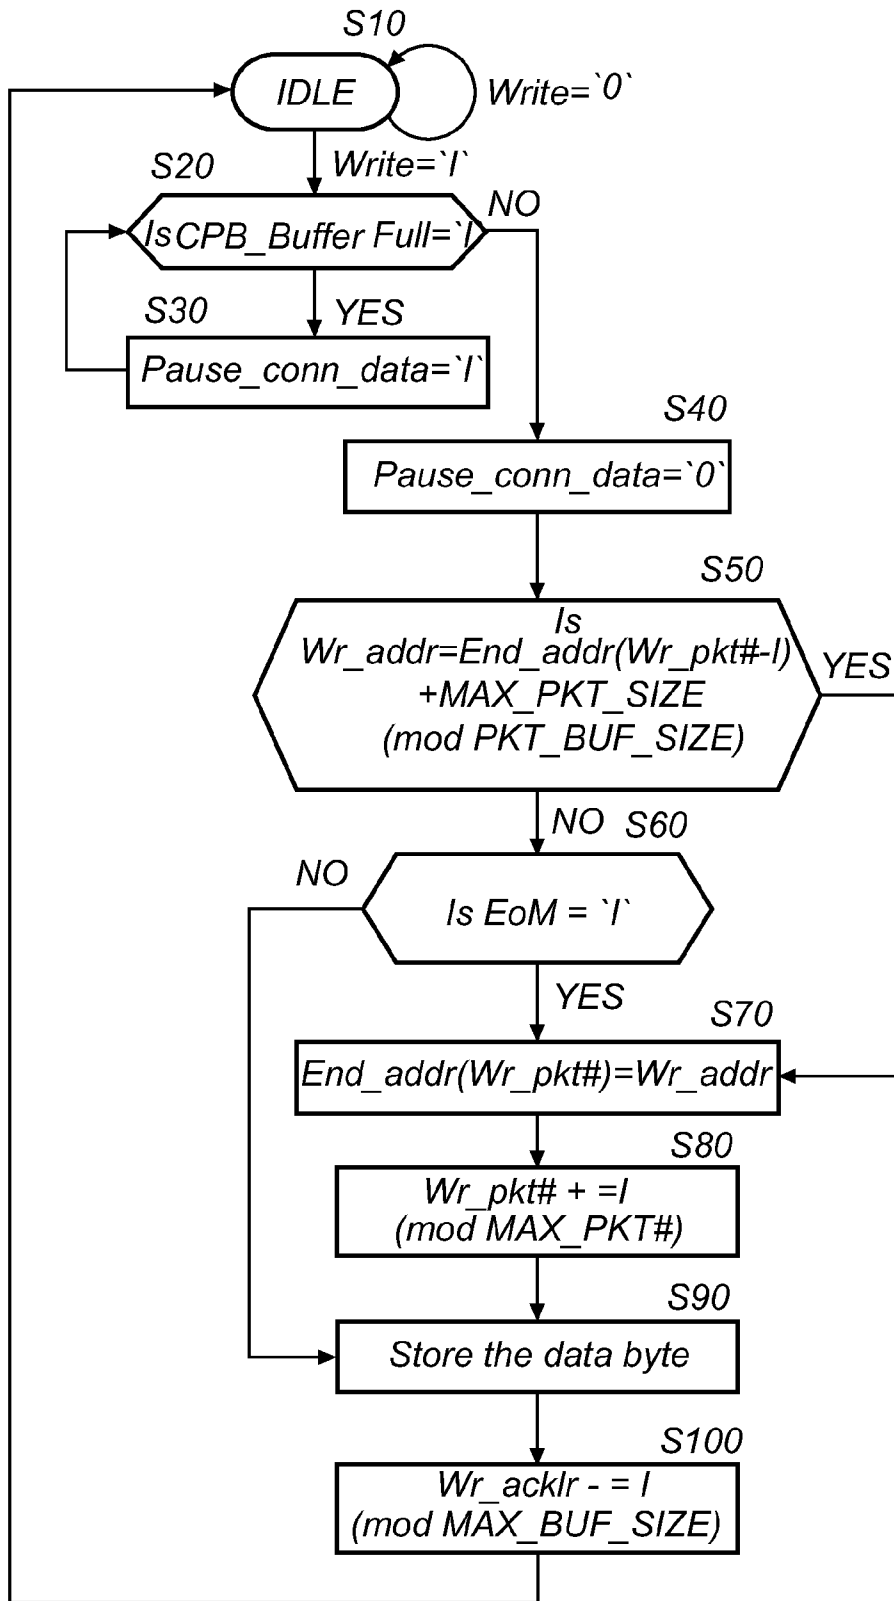 S10
IDLE
Write=`0`
Write=`I`
S20
Is CPB_Buffer Full=`I
NO
S30
YES
Pause_conn_data=`I`
S40
Pause_conn_data=`0`
S50
Is
Wr_addr=End_addr(Wr_pkt#-I)
+MAX_PKT_SIZE
(mod PKT_BUF_SIZE)
YES
NO
S60
NO
Is EoM = `I`
YES
S70
End_addr(Wr_pkt#)=Wr_addr
S80
Wr_pkt# + =I
(mod MAX_PKT#)
S90
Store the data byte
S100
Wr_acklr - = I
(mod MAX_BUF_SIZE)